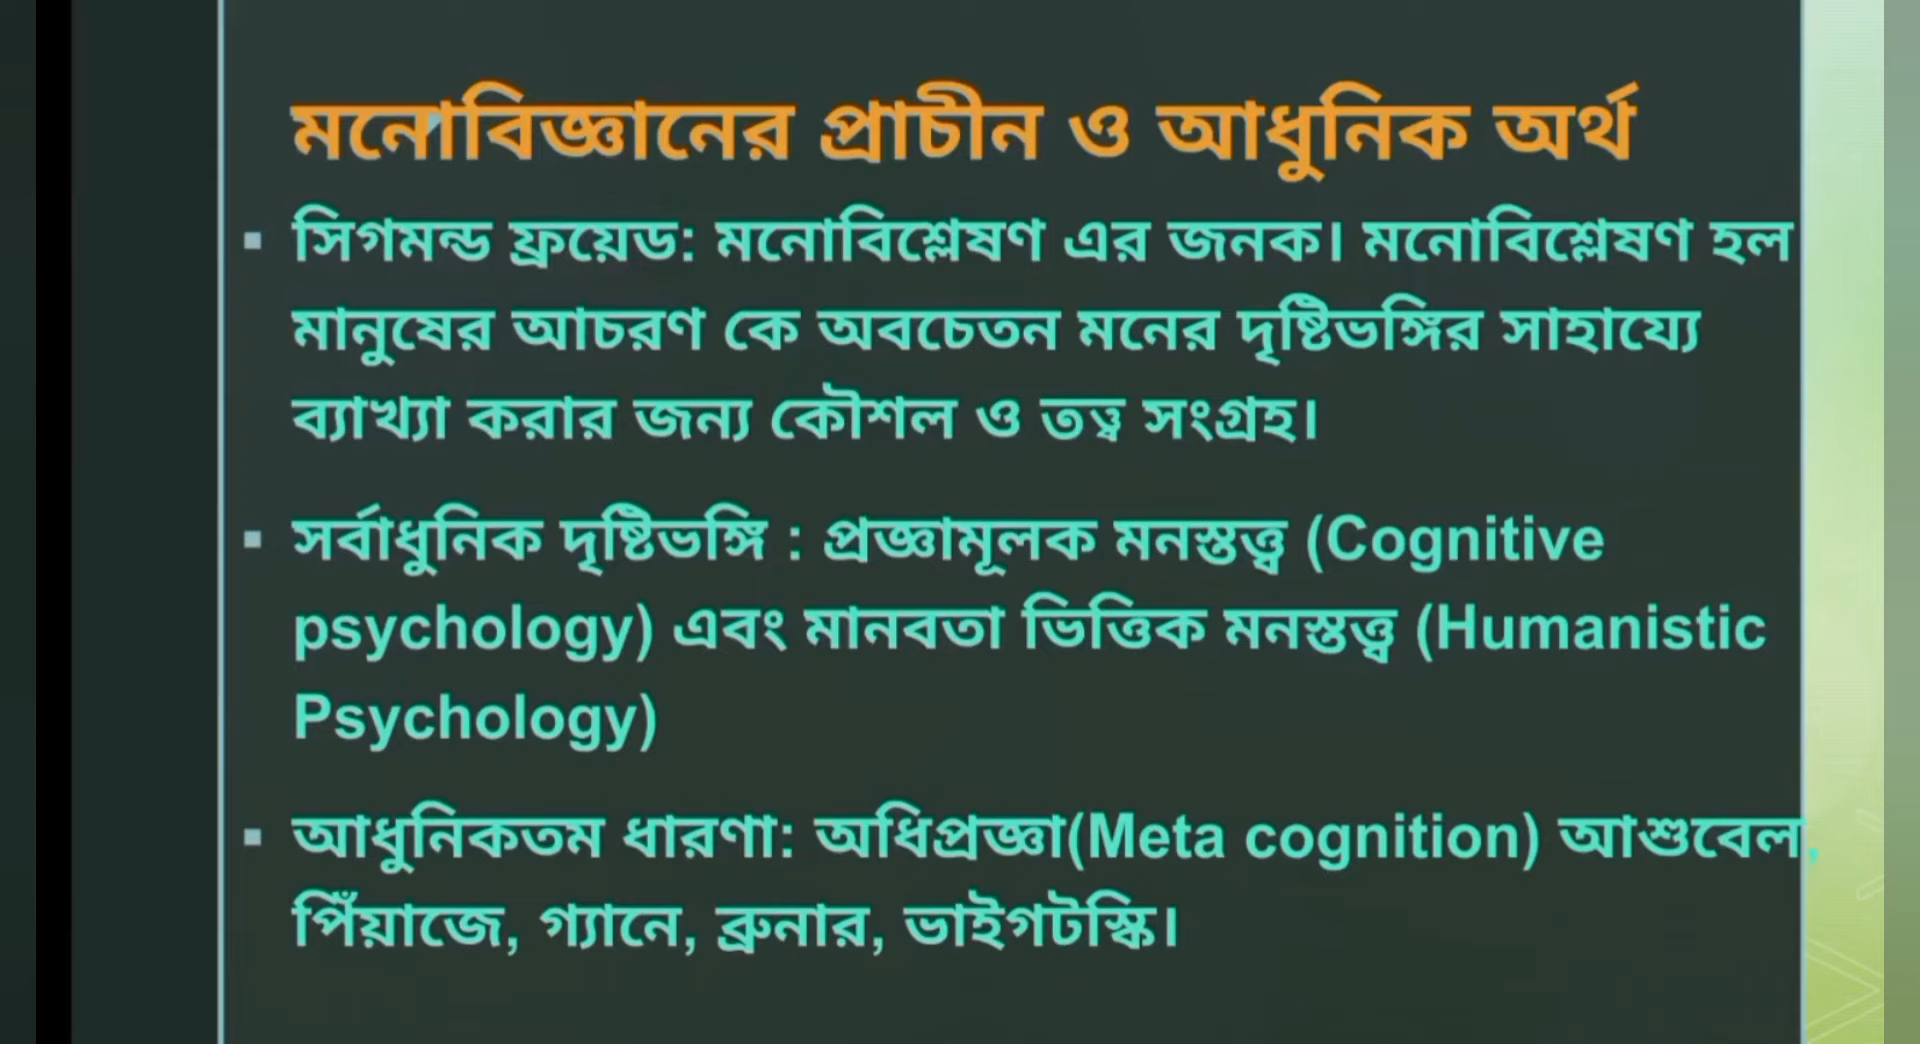 মনোবিজ্ঞানের প্রাচীন ও আধুনিক অর্থ
▪ সিগমন্ড ফ্রয়েড: মনোবিশ্লেষণ এর জনক। মনোবিশ্লেষণ হল
মানুষের আচরণ কে অবচেতন মনের দৃষ্টিভঙ্গির সাহায্যে
ব্যাখ্যা করার জন্য কৌশল ও তত্ত্ব সংগ্রহ।
▪ সর্বাধুনিক দৃষ্টিভঙ্গি : প্রজ্ঞামূলক মনস্তত্ত্ব (Cognitive
psychology) এবং মানবতা ভিত্তিক মনস্তত্ত্ব (Humanistic
Psychology)
▪ আধুনিকতম ধারণা: অধিপ্রজ্ঞা(Meta cognition) আশুবেল,
পিঁয়াজে, গ্যানে, ব্রুনার, ভাইগটস্কি।